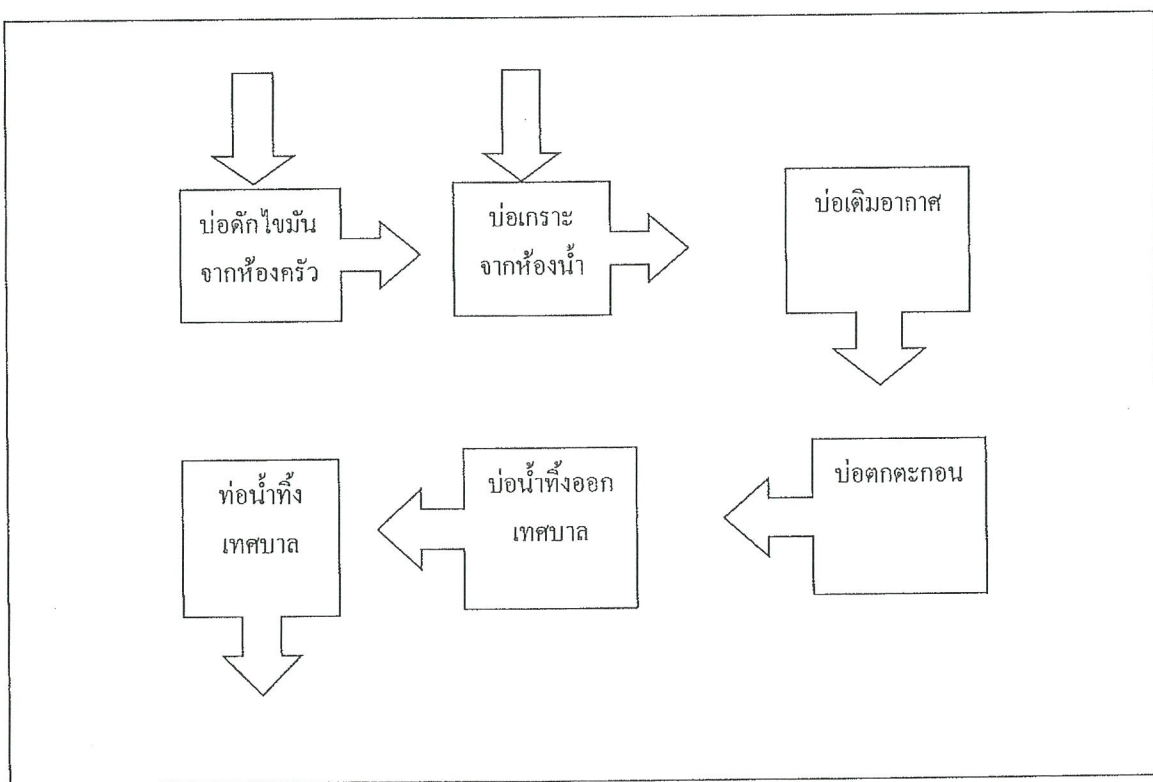 บ่อดักไขมัน
จากห้องครัว
บ่อเกราะ
จากห้องน้ำ
บ่อเติมอากาศ
ท่อน้ำทิ้ง
เทศบาล
บ่อน้ำทิ้งออก
เทศบาล
บ่อตกตะกอน